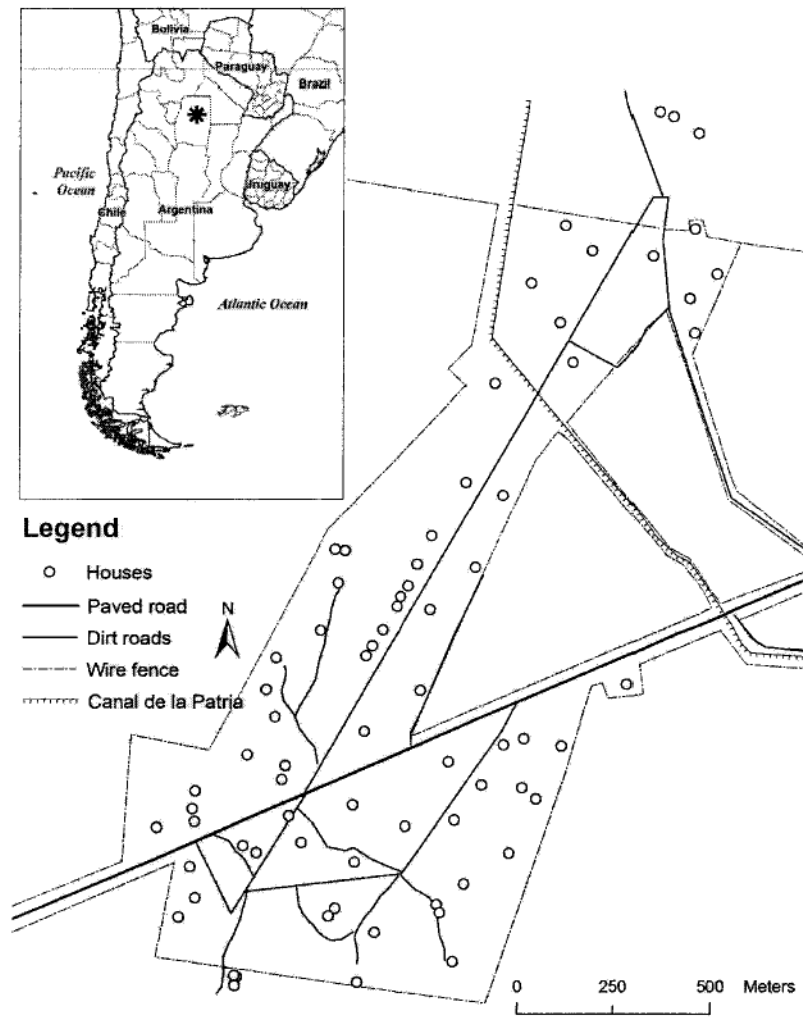 Bolivia
Paraguay
Brazil
Pacific
Ocean
Uruguay
Chile
Argentina
Atlantic Ocean
Legend
Houses
Paved road
N
Dirt roads
Wire fence
Canal de la Patria
0 250 500 Meters